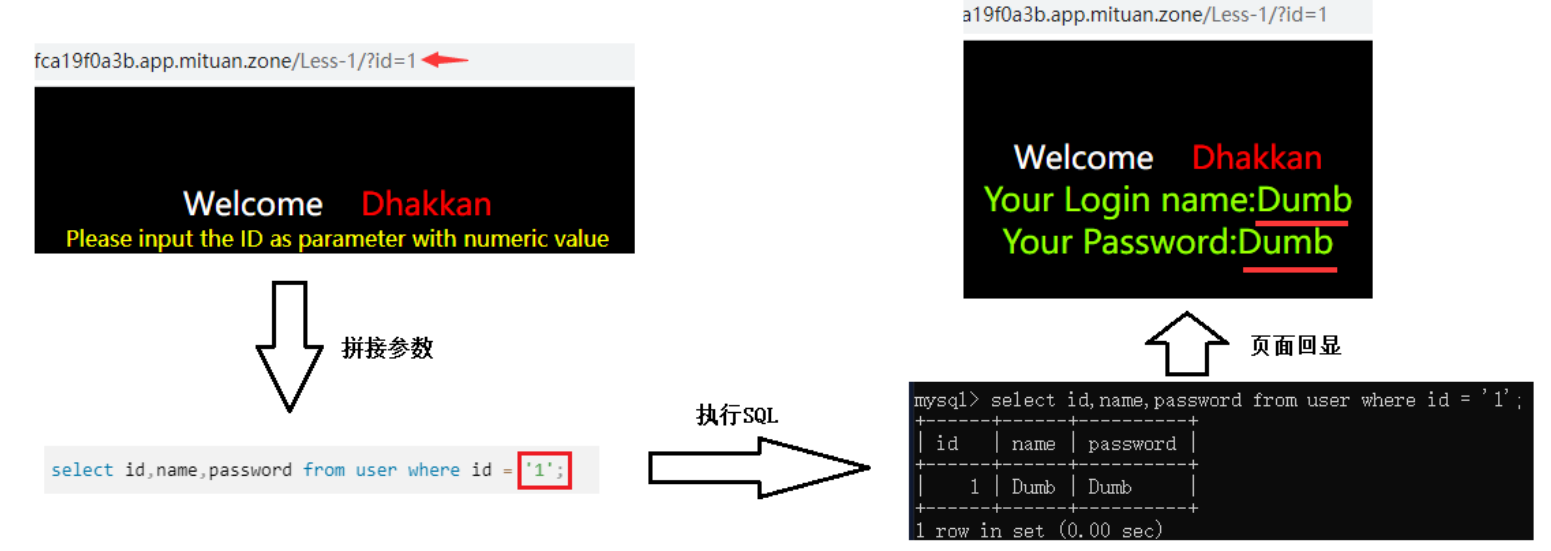 fca19f0a3b.app.mituan.zone/Less-1/?id=1
Welcome Dhakkan
Please input the ID as parameter with numeric value
拼接参数
select id,name,password from user where id = '1';
执行SQL
mysql> select id,name,password from user where id = '1';
+------+------+----------+
| id | name | password |
+------+------+----------+
| 1 | Dumb | Dumb |
+------+------+----------+
1 row in set (0.00 sec)
页面回显
a19f0a3b.app.mituan.zone/Less-1/?id=1
Welcome Dhakkan
Your Login name:Dumb
Your Password:Dumb